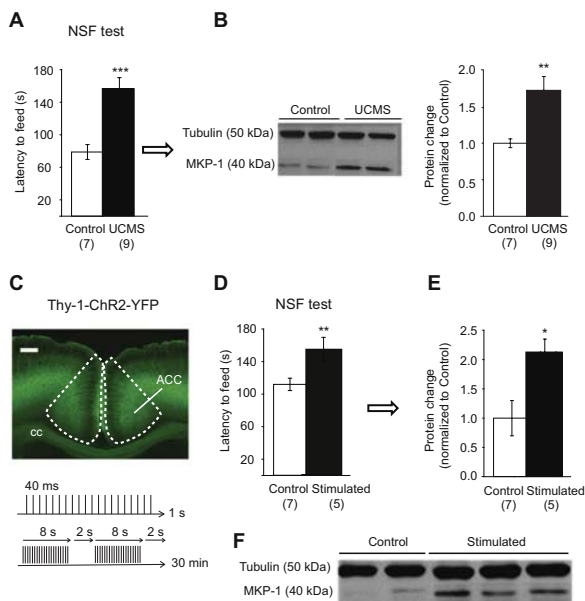 A
NSF test
Latency to feed (s)
180
140
100
60
20
***
Control UCMS
(7) (9)
B
Control UCMS
Tubulin (50 kDa)
MKP-1 (40 kDa)
Protein change
(normalized to Control)
2.0
1.5
1.0
0.5
0.0
**
Control UCMS
(7) (9)
C
Thy-1-ChR2-YFP
ACC
cc
40 ms
1 s
8 s 2 s 8 s 2 s
30 min
D
NSF test
Latency to feed (s)
180
140
100
60
20
**
Control Stimulated
(7) (5)
E
Protein change
(normalized to Control)
2.5
2.0
1.5
1.0
0.5
0.0
*
Control Stimulated
(7) (5)
F
Control Stimulated
Tubulin (50 kDa)
MKP-1 (40 kDa)